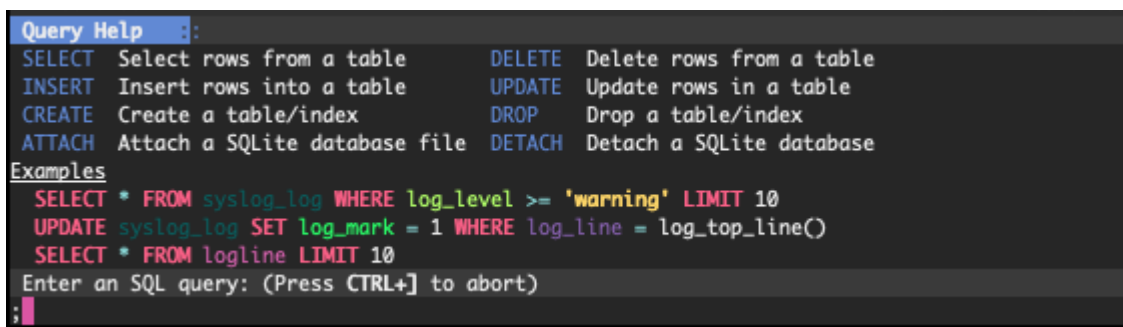 Query Help ::
SELECT Select rows from a table DELETE Delete rows from a table
INSERT Insert rows into a table UPDATE Update rows in a table
CREATE Create a table/index DROP Drop a table/index
ATTACH Attach a SQLite database file DETACH Detach a SQLite database
Examples
SELECT * FROM syslog_log WHERE log_level >= 'warning' LIMIT 10
UPDATE syslog_log SET log_mark = 1 WHERE log_line = log_top_line()
SELECT * FROM logline LIMIT 10
Enter an SQL query: (Press CTRL+] to abort)
;